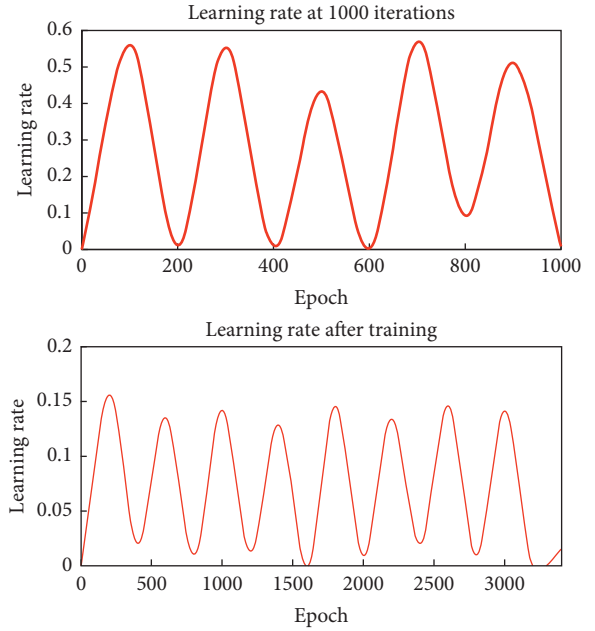 Learning rate at 1000 iterations
0.6
0.5
0.4
0.3
0.2
0.1
0
Learning rate
0 200 400 600 800 1000
Epoch
Learning rate after training
0.2
0.15
0.1
0.05
0
Learning rate
0 500 1000 1500 2000 2500 3000
Epoch